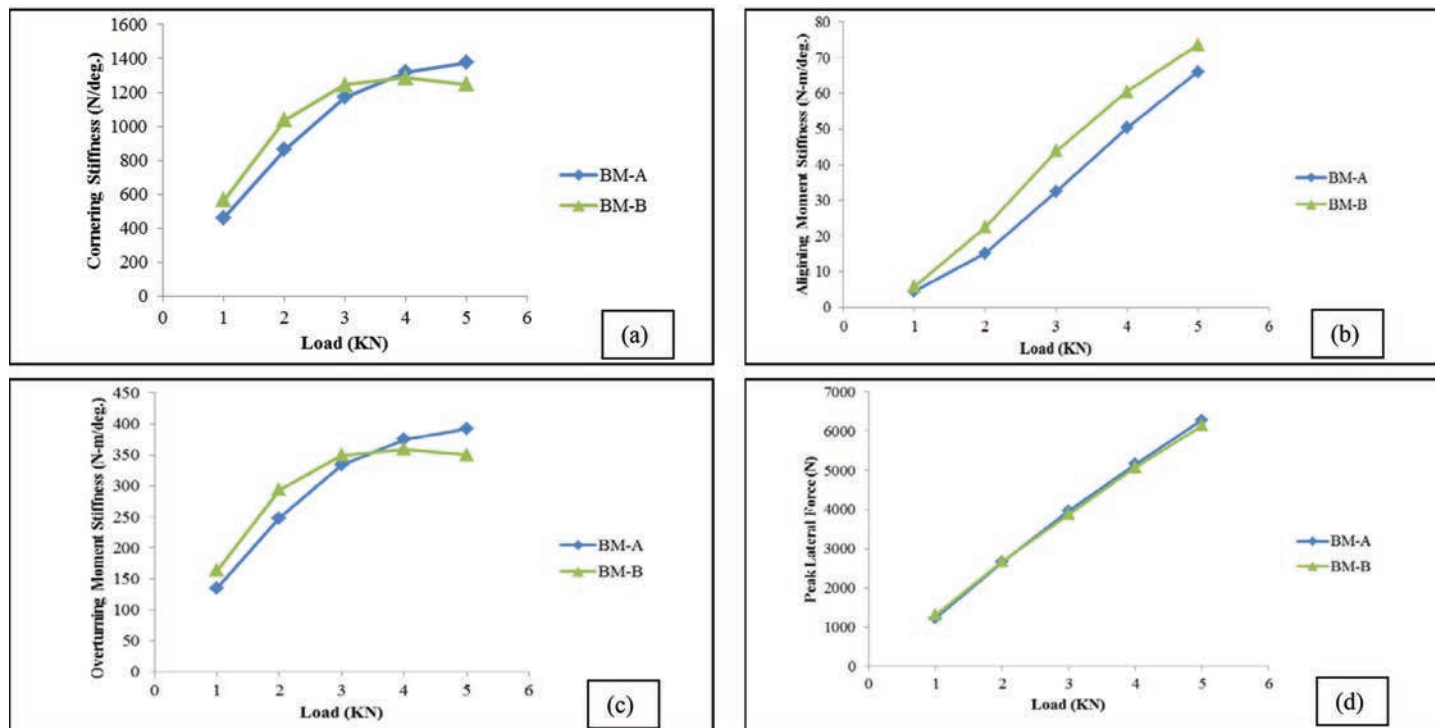 Cornering Stiffness (N/deg.)
1600
1400
1200
1000
800
600
400
200
0
0 1 2 3 4 5 6
Load (KN)
BM-A
BM-B
(a)
Aligining Moment Stiffness (N-m/deg.)
80
70
60
50
40
30
20
10
0
0 1 2 3 4 5 6
Load (KN)
BM-A
BM-B
(b)
Overturning Moment Stiffness (N-m/deg.)
450
400
350
300
250
200
150
100
50
0
0 1 2 3 4 5 6
Load (KN)
BM-A
BM-B
(c)
Peak Lateral Force (N)
7000
6000
5000
4000
3000
2000
1000
0
0 1 2 3 4 5 6
Load (KN)
BM-A
BM-B
(d)